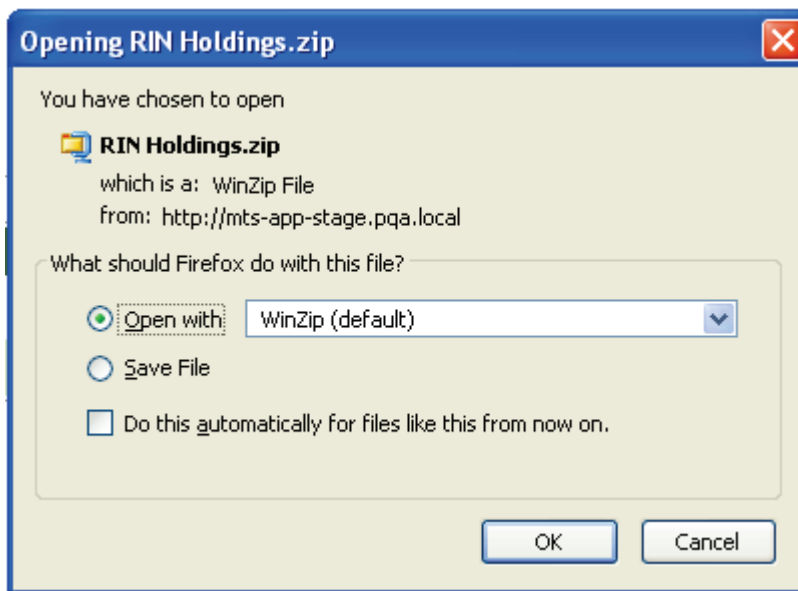 Opening RIN Holdings.zip
You have chosen to open
RIN Holdings.zip
which is a: WinZip File
from: http://mts-app-stage.pqa.local
What should Firefox do with this file?
Open with WinZip (default)
Save File
Do this automatically for files like this from now on.
OK Cancel